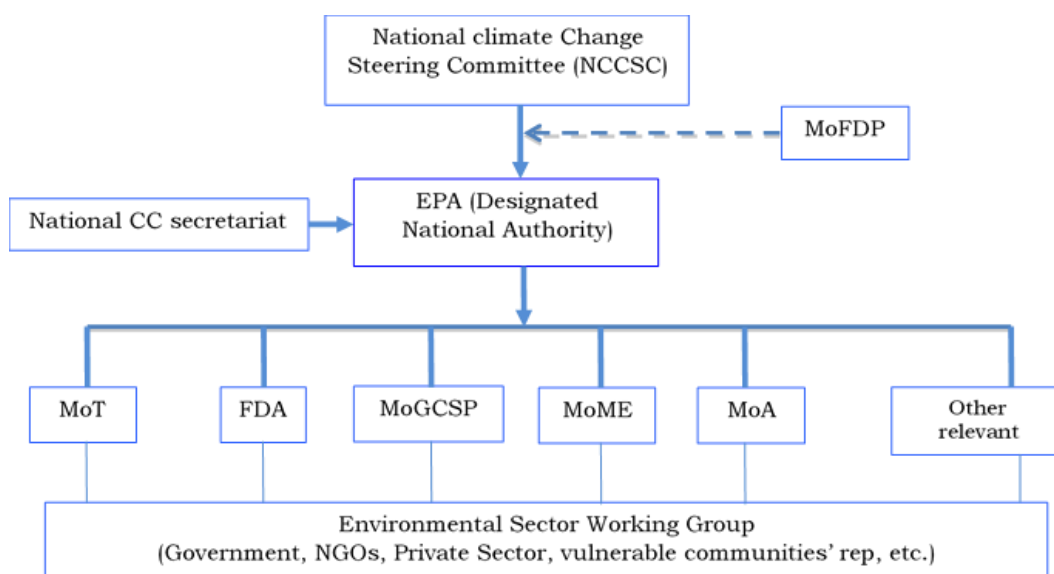 National climate Change
Steering Committee (NCCSC)
MoFDP
EPA (Designated
National Authority)
National CC secretariat
MoT
FDA
MoGCSP
MoME
MoA
Other
relevant
Environmental Sector Working Group
(Government, NGOs, Private Sector, vulnerable communities’ rep, etc.)